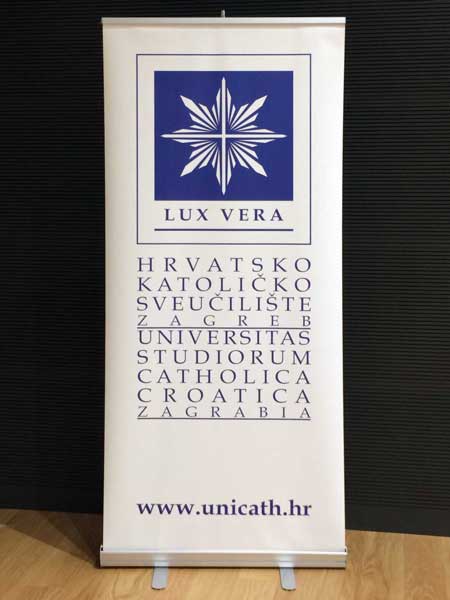 LUX VERA
HRVATSKO
KATOLIČKO
SVEUČILIŠTE
ZAGREB
UNIVERSITAS
STUDIORUM
CATHOLICA
CROATICA
ZAGRABIA
www.unicath.hr